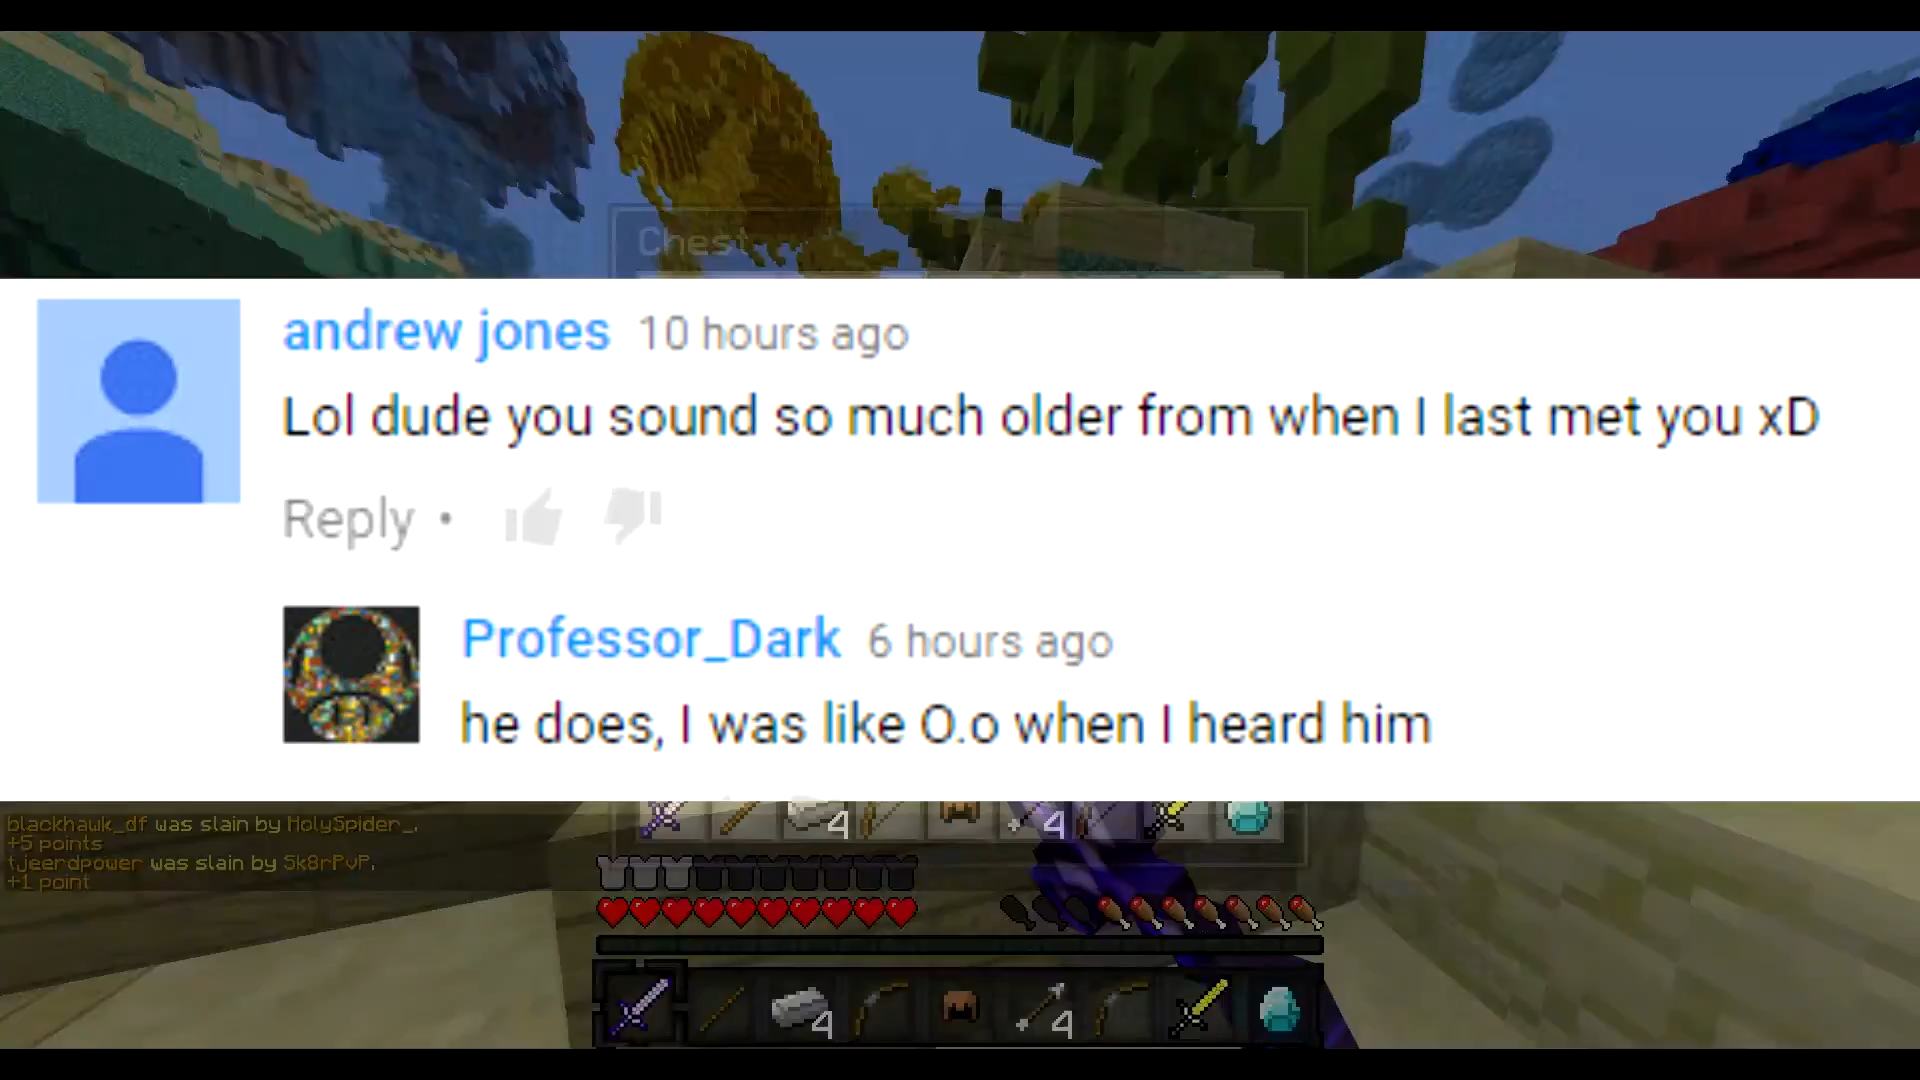 Chest
andrew jones 10 hours ago
Lol dude you sound so much older from when I last met you xD
Reply •
Professor_Dark 6 hours ago
he does, I was like O.o when I heard him
4 4
blackhawk_df was slain by HolySpider_.
+5 points
tjeerdpower was slain by Sk8rPvP.
+1 point
4 4